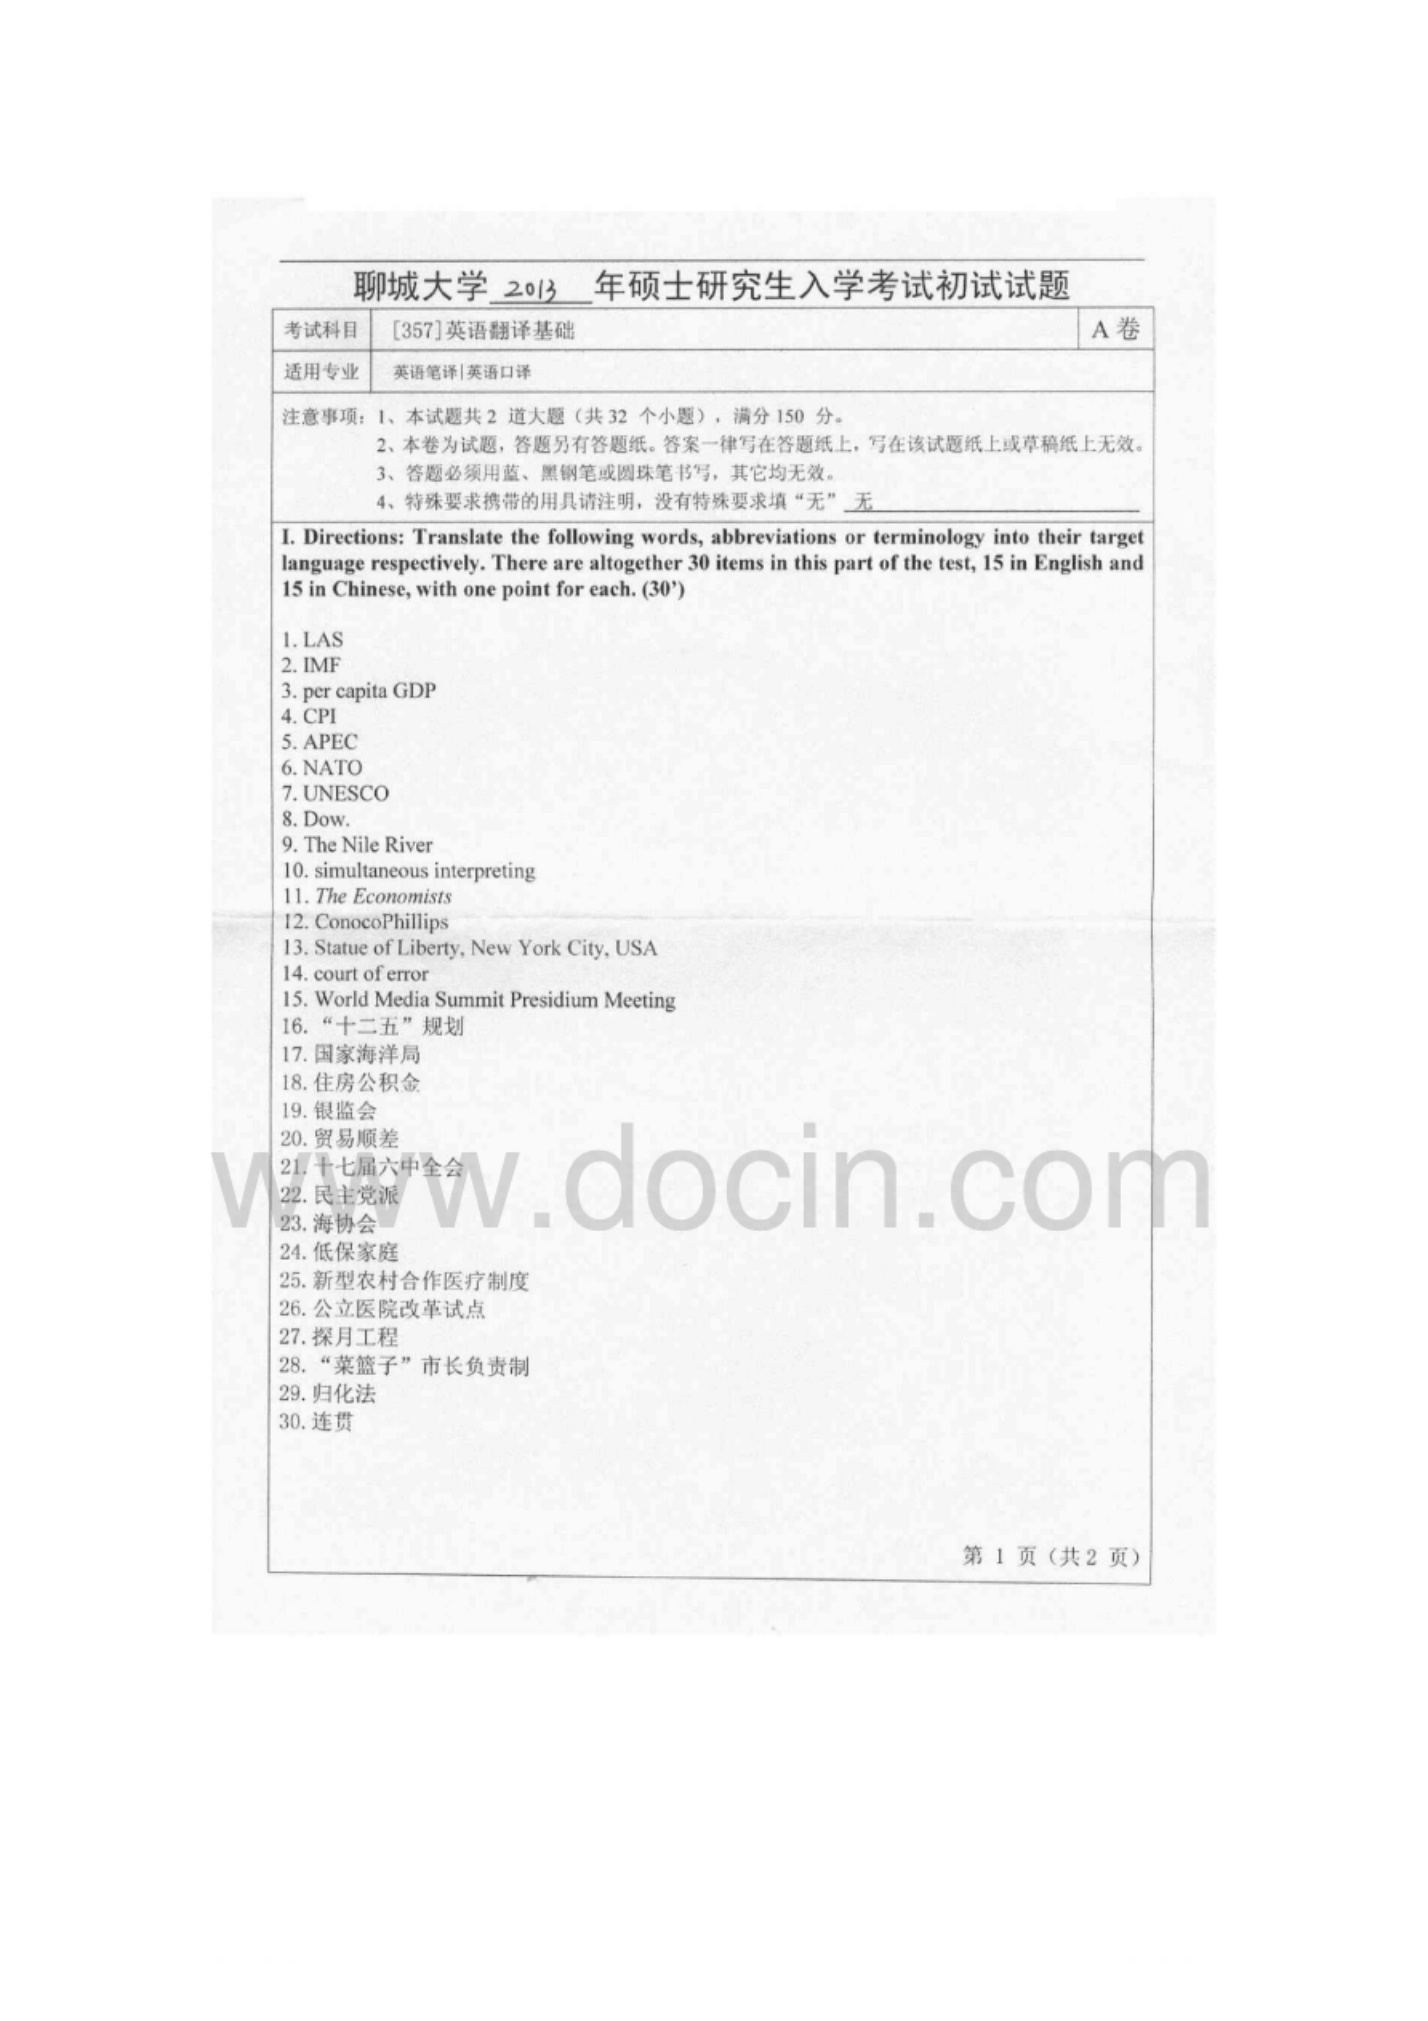 聊城大学 2013 年硕士研究生入学考试初试试题
考试科目 [357]英语翻译基础 A 卷
适用专业 英语笔译|英语口译
注意事项：1、本试题共 2 道大题（共 32 个小题），满分 150 分。
2、本卷为试题，答题另有答题纸。答案一律写在答题纸上，写在该试题纸上或草稿纸上无效。
3、答题必须用蓝、黑钢笔或圆珠笔书写，其它均无效。
4、特殊要求携带的用具请注明，没有特殊要求填“无” 无
I. Directions: Translate the following words, abbreviations or terminology into their target
language respectively. There are altogether 30 items in this part of the test, 15 in English and
15 in Chinese, with one point for each. (30’)
1. LAS
2. IMF
3. per capita GDP
4. CPI
5. APEC
6. NATO
7. UNESCO
8. Dow.
9. The Nile River
10. simultaneous interpreting
11. The Economists
12. ConocoPhillips
13. Statue of Liberty, New York City, USA
14. court of error
15. World Media Summit Presidium Meeting
16. “十二五”规划
17. 国家海洋局
18. 住房公积金
19. 银监会
20. 贸易顺差
21. 十七届六中全会
22. 民主党派
23. 海协会
24. 低保家庭
25. 新型农村合作医疗制度
26. 公立医院改革试点
27. 探月工程
28. “菜篮子”市长负责制
29. 归化法
30. 连贯
www.docin.com
第 1 页（共 2 页）